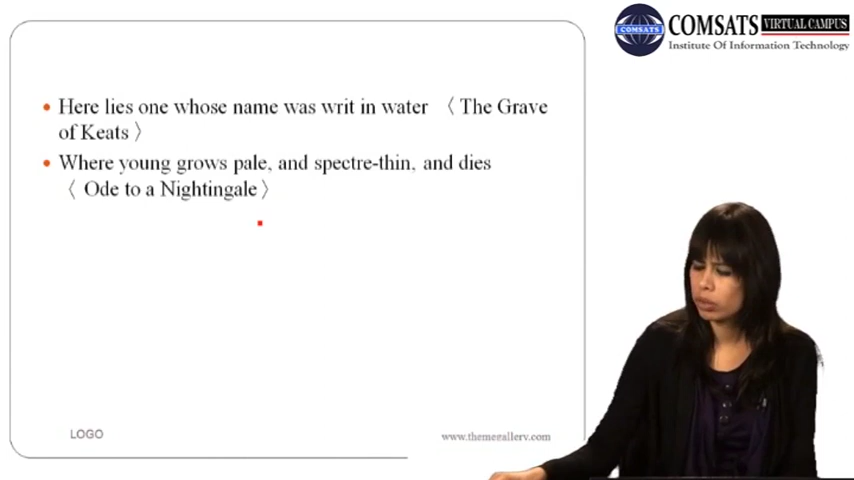 COMSATS VIRTUAL CAMPUS
COMSATS
Institute Of Information Technology
• Here lies one whose name was writ in water 〈 The Grave
of Keats 〉
• Where young grows pale, and spectre-thin, and dies
〈 Ode to a Nightingale 〉
LOGO
www.themegallery.com